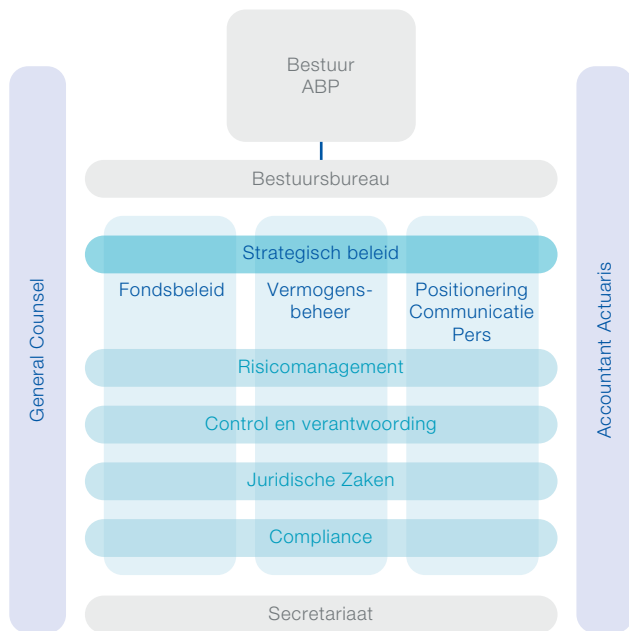 Bestuur
ABP
Bestuursbureau
Strategisch beleid
Fondsbeleid
Vermogens-
beheer
Positionering
Communicatie
Pers
Risicomanagement
Control en verantwoording
Juridische Zaken
Compliance
Secretariaat
General Counsel
Accountant Actuaris